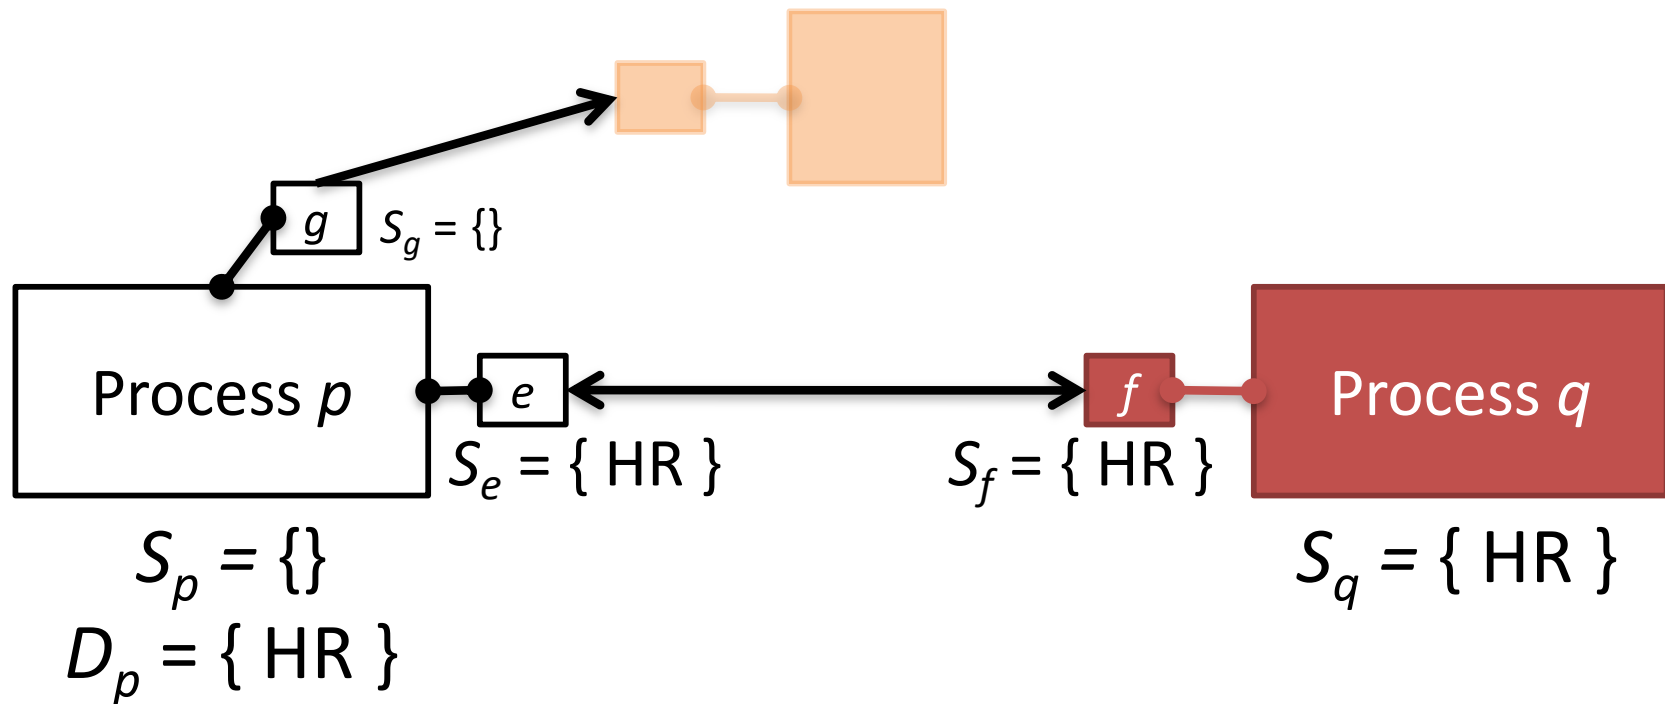 g
S_g = {}
Process p
e
f
Process q
S_e = { HR }
S_f = { HR }
S_p = {}
S_q = { HR }
D_p = { HR }